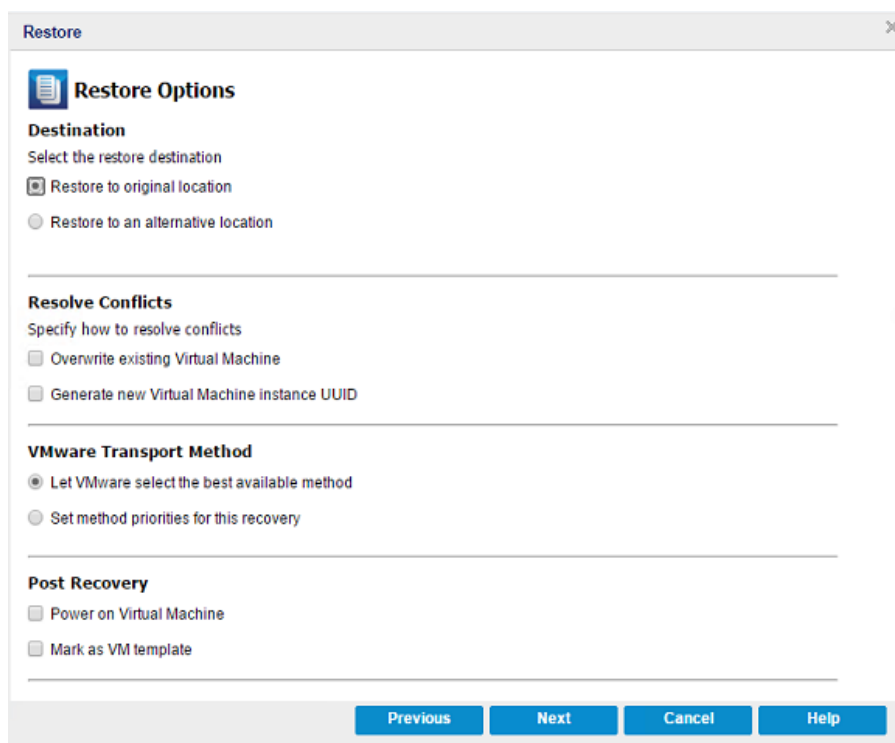 Restore
Restore Options
Destination
Select the restore destination
Restore to original location
Restore to an alternative location
Resolve Conflicts
Specify how to resolve conflicts
Overwrite existing Virtual Machine
Generate new Virtual Machine instance UUID
VMware Transport Method
Let VMware select the best available method
Set method priorities for this recovery
Post Recovery
Power on Virtual Machine
Mark as VM template
Previous Next Cancel Help